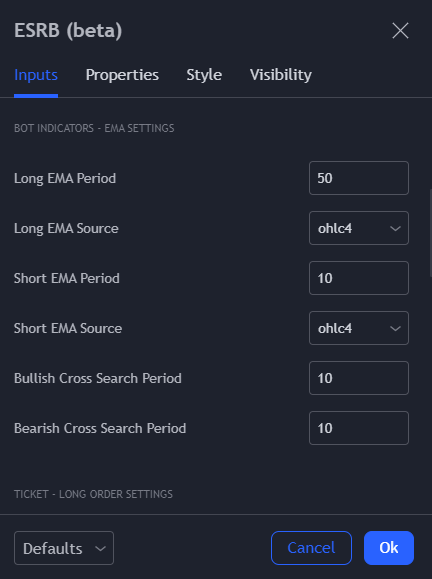 ESRB (beta)
Inputs Properties Style Visibility
BOT INDICATORS - EMA SETTINGS
Long EMA Period 50
Long EMA Source ohlc4
Short EMA Period 10
Short EMA Source ohlc4
Bullish Cross Search Period 10
Bearish Cross Search Period 10
TICKET - LONG ORDER SETTINGS
Defaults Cancel Ok